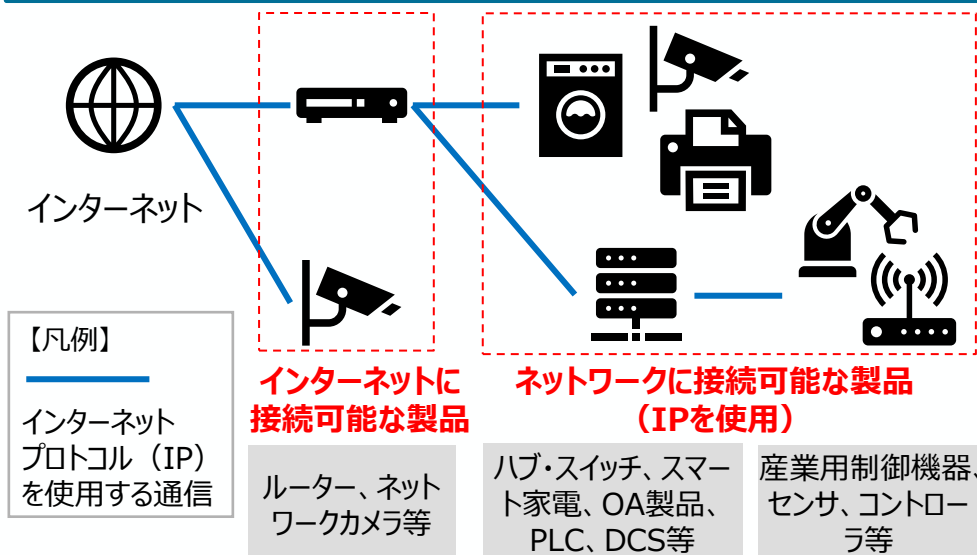 インターネット
【凡例】
インターネット
プロトコル（IP）
を使用する通信
インターネットに
接続可能な製品
ルーター、ネット
ワークカメラ等
ネットワークに接続可能な製品
（IPを使用）
ハブ・スイッチ、スマー
ト家電、OA製品、
PLC、DCS等
産業用制御機器、
センサ、コントロー
ラ等